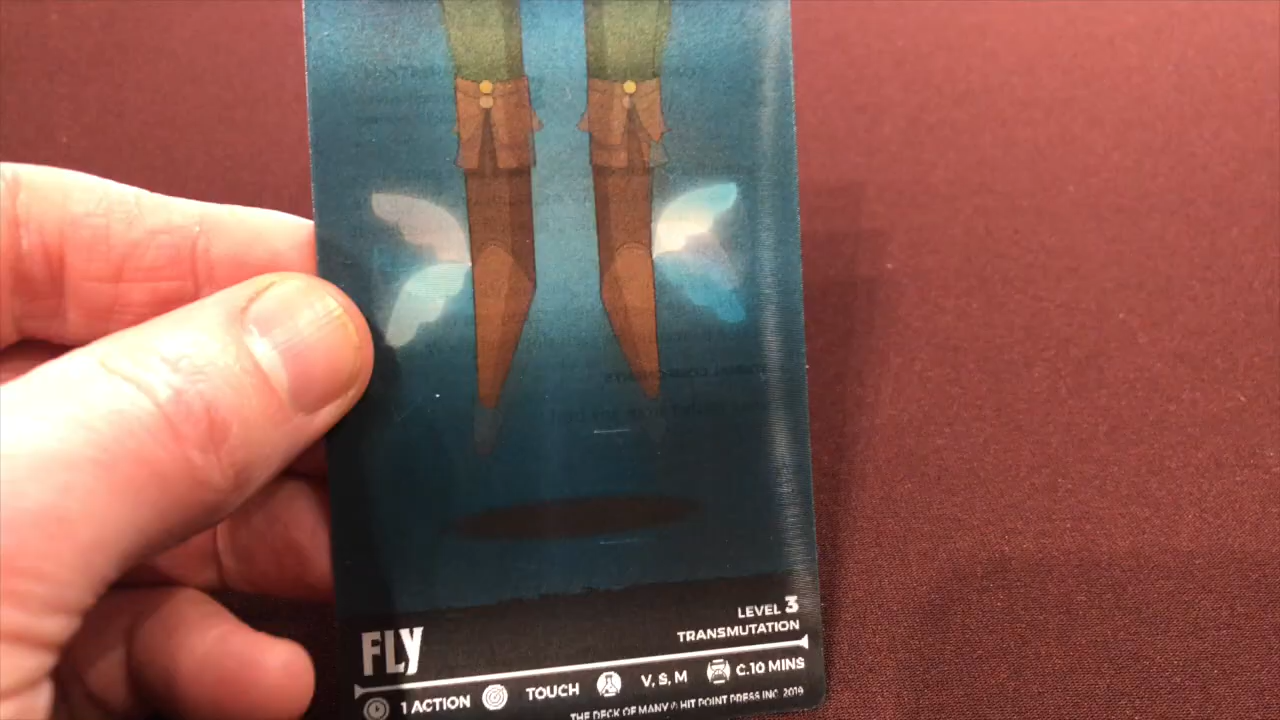 LEVEL 3
TRANSMUTATION
FLY
1 ACTION TOUCH V, S, M C.10 MINS
THE DECK OF MANY © HIT POINT PRESS INC. 2019